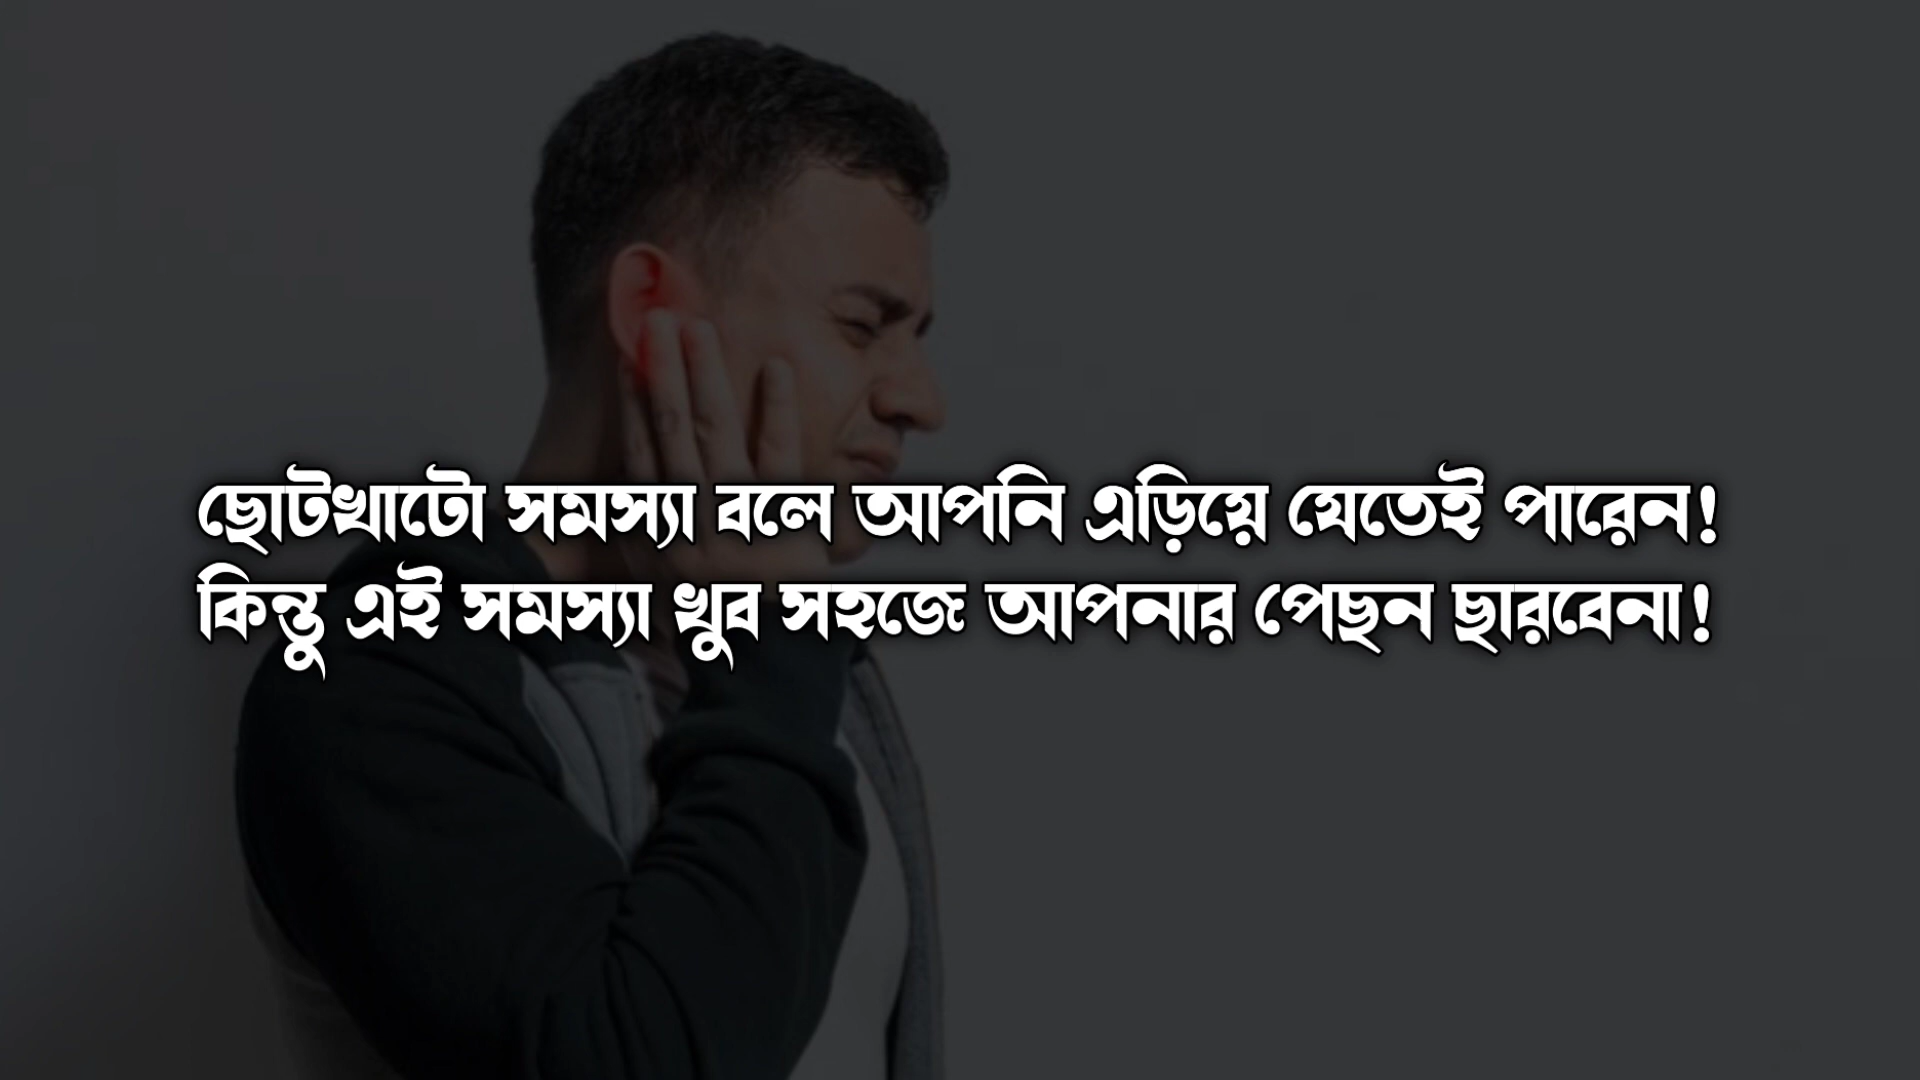 ছোটখাটো সমস্যা বলে আপনি এড়িয়ে যেতেই পারেন!
কিন্তু এই সমস্যা খুব সহজে আপনার পেছন ছারবেনা!